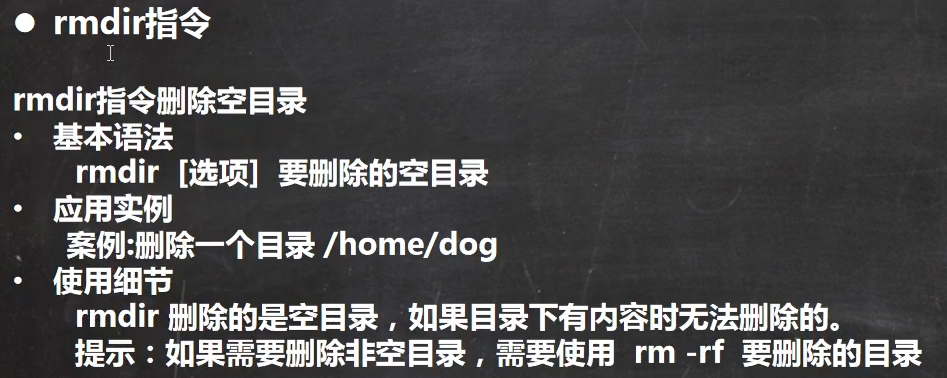 ● rmdir指令
rmdir指令删除空目录
• 基本语法
rmdir [选项] 要删除的空目录
• 应用实例
案例:删除一个目录 /home/dog
• 使用细节
rmdir 删除的是空目录，如果目录下有内容时无法删除的。
提示：如果需要删除非空目录，需要使用 rm -rf 要删除的目录